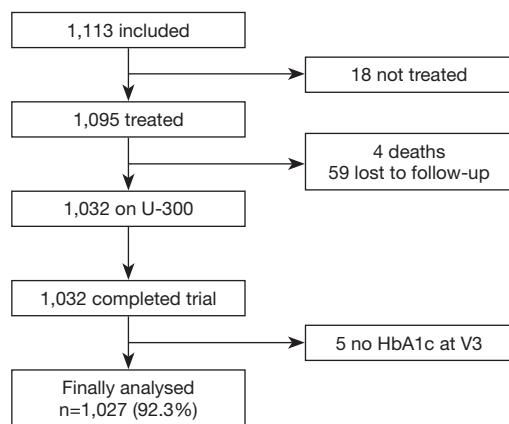 1,113 included
18 not treated
1,095 treated
4 deaths
59 lost to follow-up
1,032 on U-300
1,032 completed trial
5 no HbA1c at V3
Finally analysed
n=1,027 (92.3%)